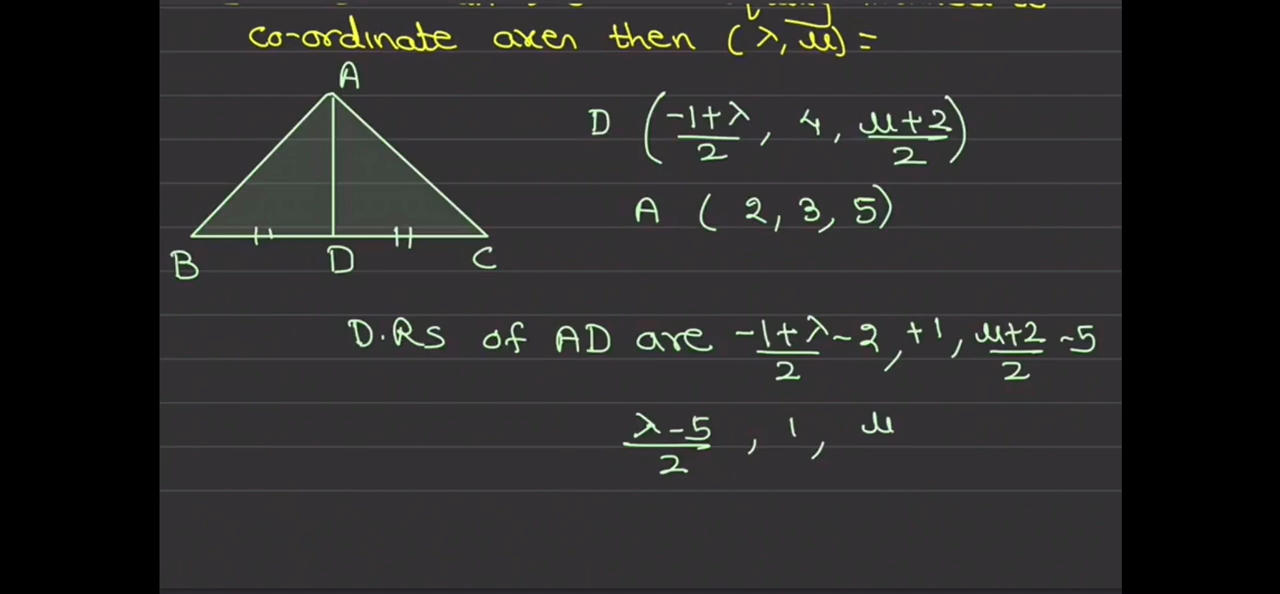 co-ordinate axes then (λ, μ) =
A
D (-1+λ/2, 4, μ+2/2)
A (2, 3, 5)
B D C
D.RS of AD are -1+λ/2 -2, +1, μ+2/2 -5
λ-5/2, 1, μ